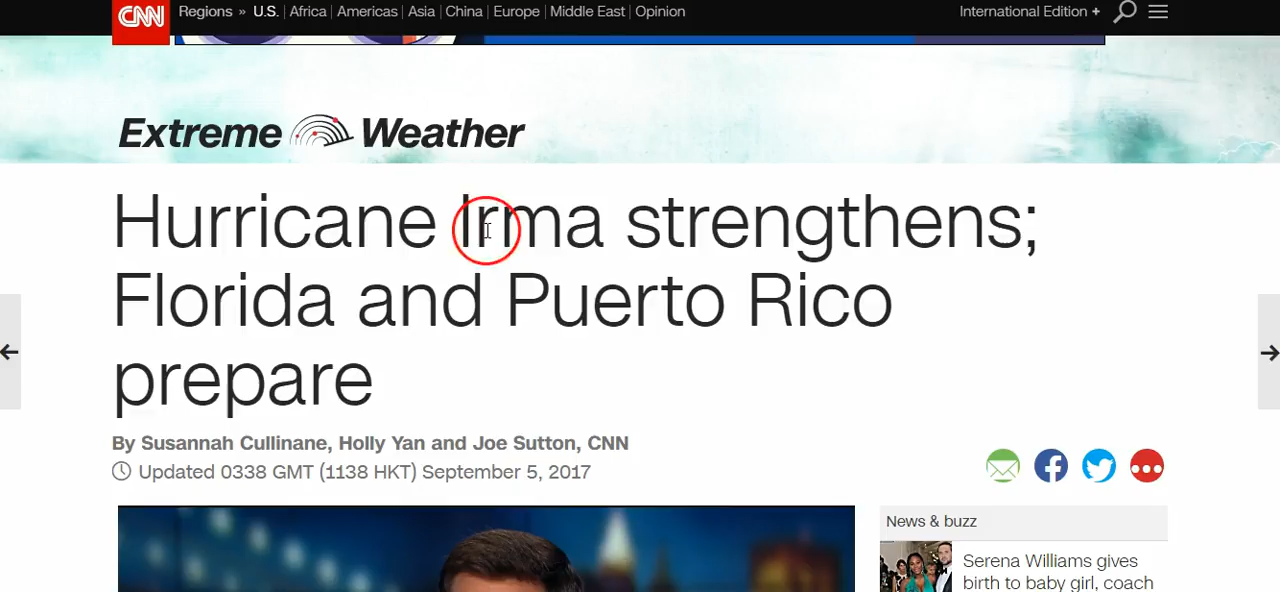 CNN Regions » U.S. | Africa | Americas | Asia | China | Europe | Middle East | Opinion International Edition +
Extreme Weather
Hurricane Irma strengthens;
Florida and Puerto Rico
prepare
By Susannah Cullinane, Holly Yan and Joe Sutton, CNN
Updated 0338 GMT (1138 HKT) September 5, 2017
News & buzz
Serena Williams gives
birth to baby girl, coach